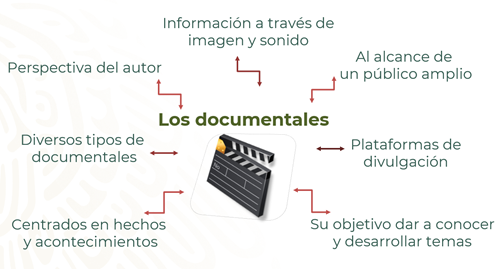 Información a través de
imagen y sonido
Perspectiva del autor
Al alcance de
un público amplio
Los documentales
Diversos tipos de
documentales
Plataformas de
divulgación
Centrados en hechos
y acontecimientos
Su objetivo dar a conocer
y desarrollar temas